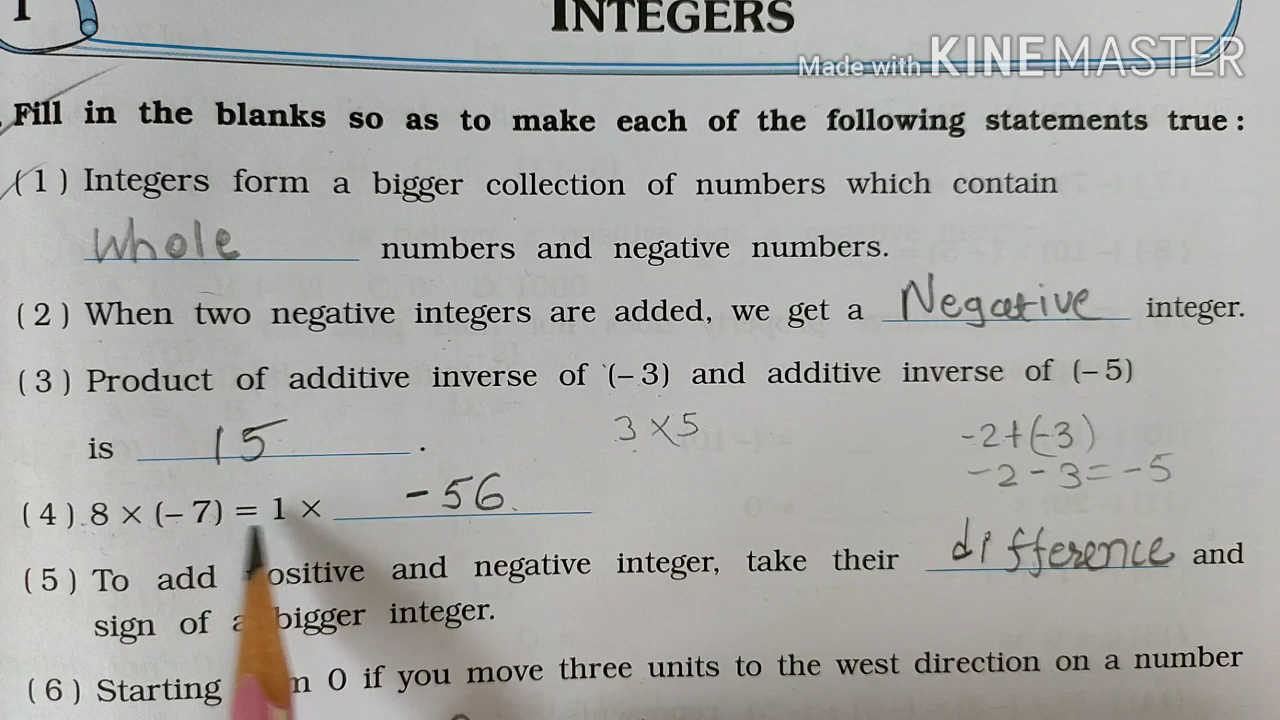 1
INTEGERS
Made with KINEMASTER
Fill in the blanks so as to make each of the following statements true :
(1) Integers form a bigger collection of numbers which contain
whole numbers and negative numbers.
(2) When two negative integers are added, we get a Negative integer.
(3) Product of additive inverse of (-3) and additive inverse of (-5)
is 15 .
3 × 5
-2+(-3)
-2-3=-5
(4) 8 × (-7) = 1 × -56
(5) To add ositive and negative integer, take their difference and
sign of a bigger integer.
(6) Starting m 0 if you move three units to the west direction on a number